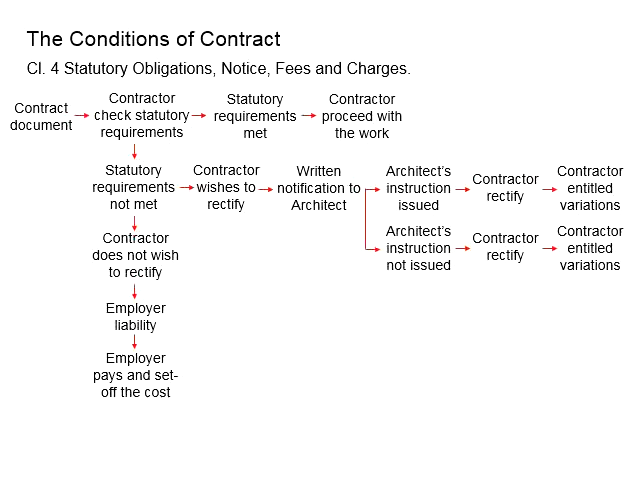 The Conditions of Contract
Cl. 4 Statutory Obligations, Notice, Fees and Charges.
Contract
document
Contractor
check statutory
requirements
Statutory
requirements
met
Contractor
proceed with
the work
Statutory
requirements
not met
Contractor
wishes to
rectify
Written
notification to
Architect
Architect's
instruction
issued
Contractor
rectify
Contractor
entitled
variations
Architect's
instruction
not issued
Contractor
rectify
Contractor
entitled
variations
Contractor
does not wish
to rectify
Employer
liability
Employer
pays and set-
off the cost